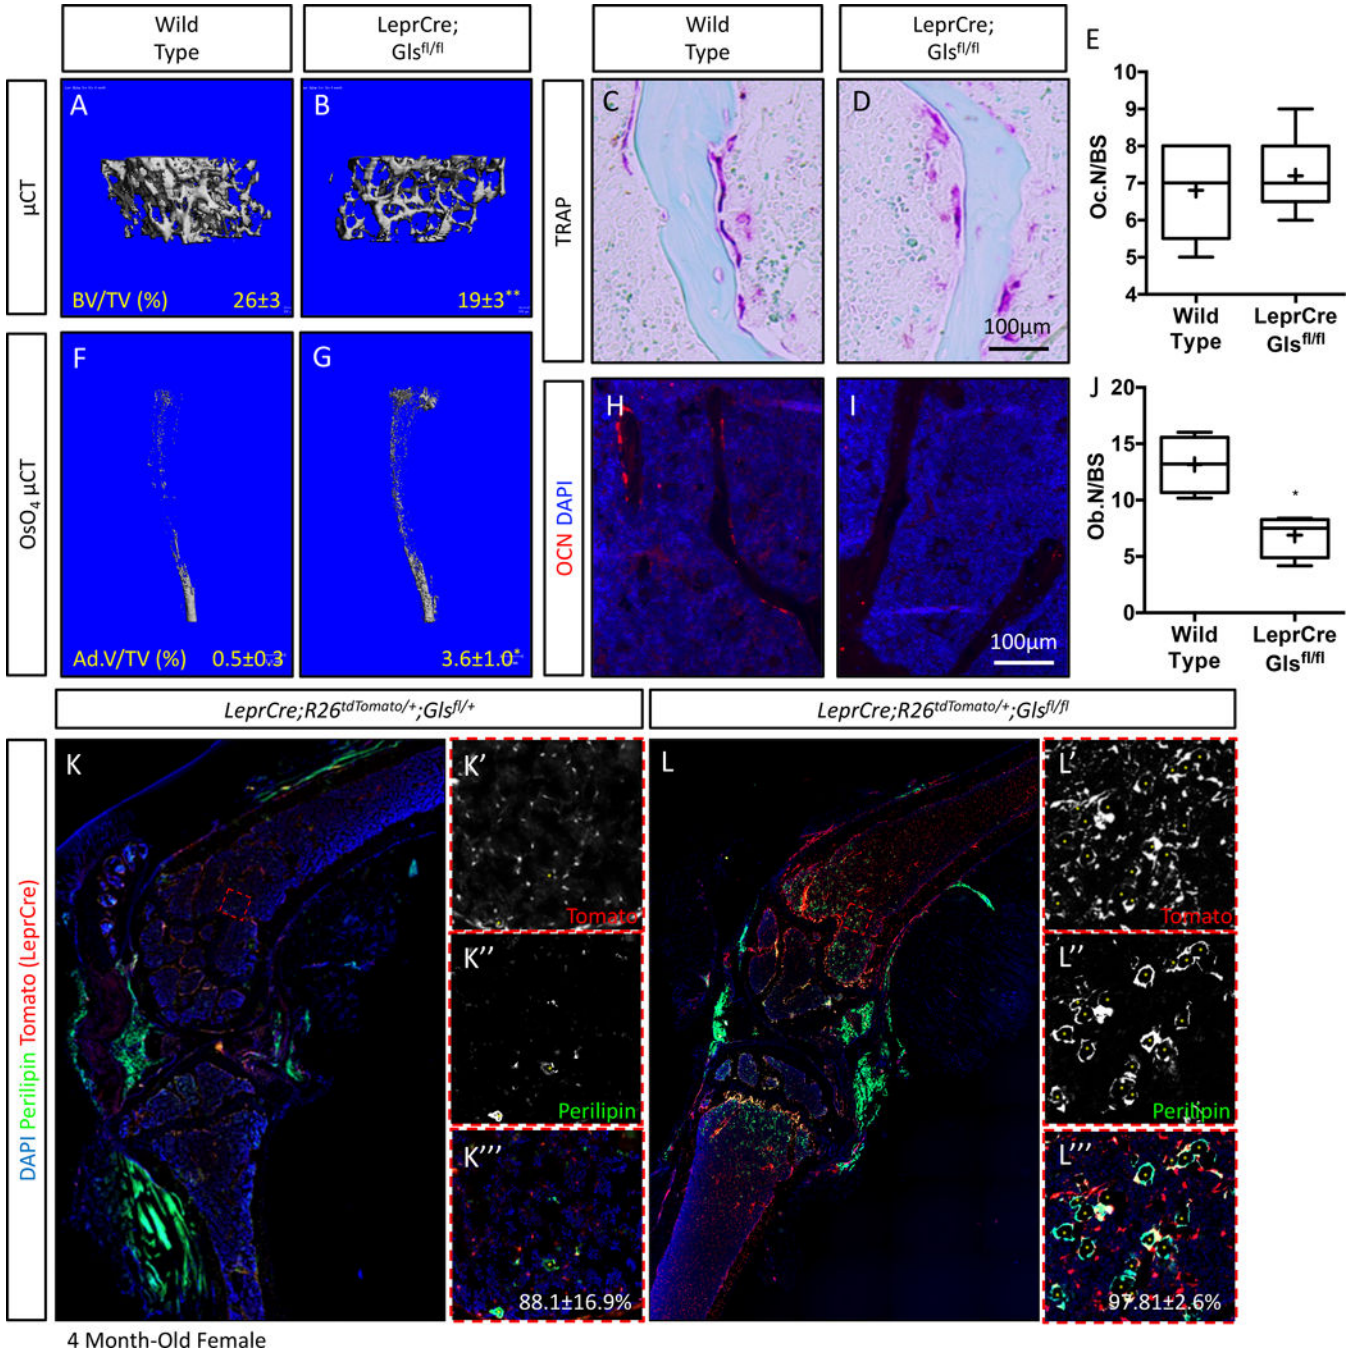 Wild
Type
LeprCre;
Gls^fl/fl
Wild
Type
LeprCre;
Gls^fl/fl
µCT
A
BV/TV (%) 26±3
B
19±3**
TRAP
C
D
100µm
E
Oc.N/BS
10
9
8
7
6
5
4
Wild
Type
LeprCre
Gls^fl/fl
OsO₄ µCT
F
Ad.V/TV (%) 0.5±0.3
G
3.6±1.0*
OCN DAPI
H
I
100µm
J
Ob.N/BS
20
15
10
5
0
*
Wild
Type
LeprCre
Gls^fl/fl
LeprCre;R26^tdTomato/+;Gls^fl/+
LeprCre;R26^tdTomato/+;Gls^fl/fl
DAPI Perilipin Tomato (LeprCre)
K
K'
Tomato
K''
Perilipin
K'''
88.1±16.9%
L
L'
Tomato
L''
Perilipin
L'''
97.81±2.6%
4 Month-Old Female